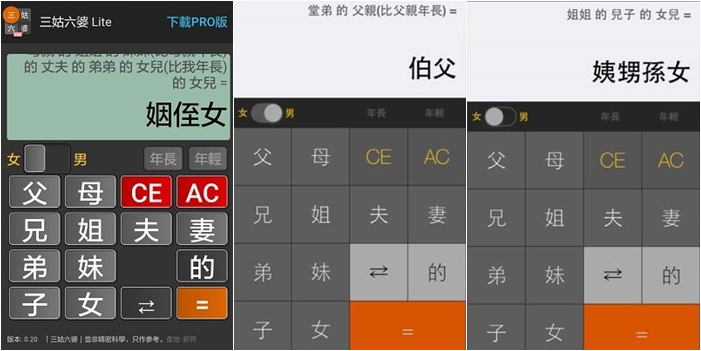 三姑六婆 Lite
下載PRO版
的 丈夫 的 弟弟 的 女兒(比我年長)
的 女兒 =
姻侄女
女 男 年長 年輕
父 母 CE AC
兄 姐 夫 妻
弟 妹 的
子 女 ⇄ =
版本: 0.20 「三姑六婆」並非精密科學，只作參考。產地: 新界
堂弟 的 父親(比父親年長) =
伯父
女 男 年長 年輕
父 母 CE AC
兄 姐 夫 妻
弟 妹 ⇄ 的
子 女 =
姐姐 的 兒子 的 女兒 =
姨甥孫女
女 男 年長 年輕
父 母 CE AC
兄 姐 夫 妻
弟 妹 ⇄ 的
子 女 =